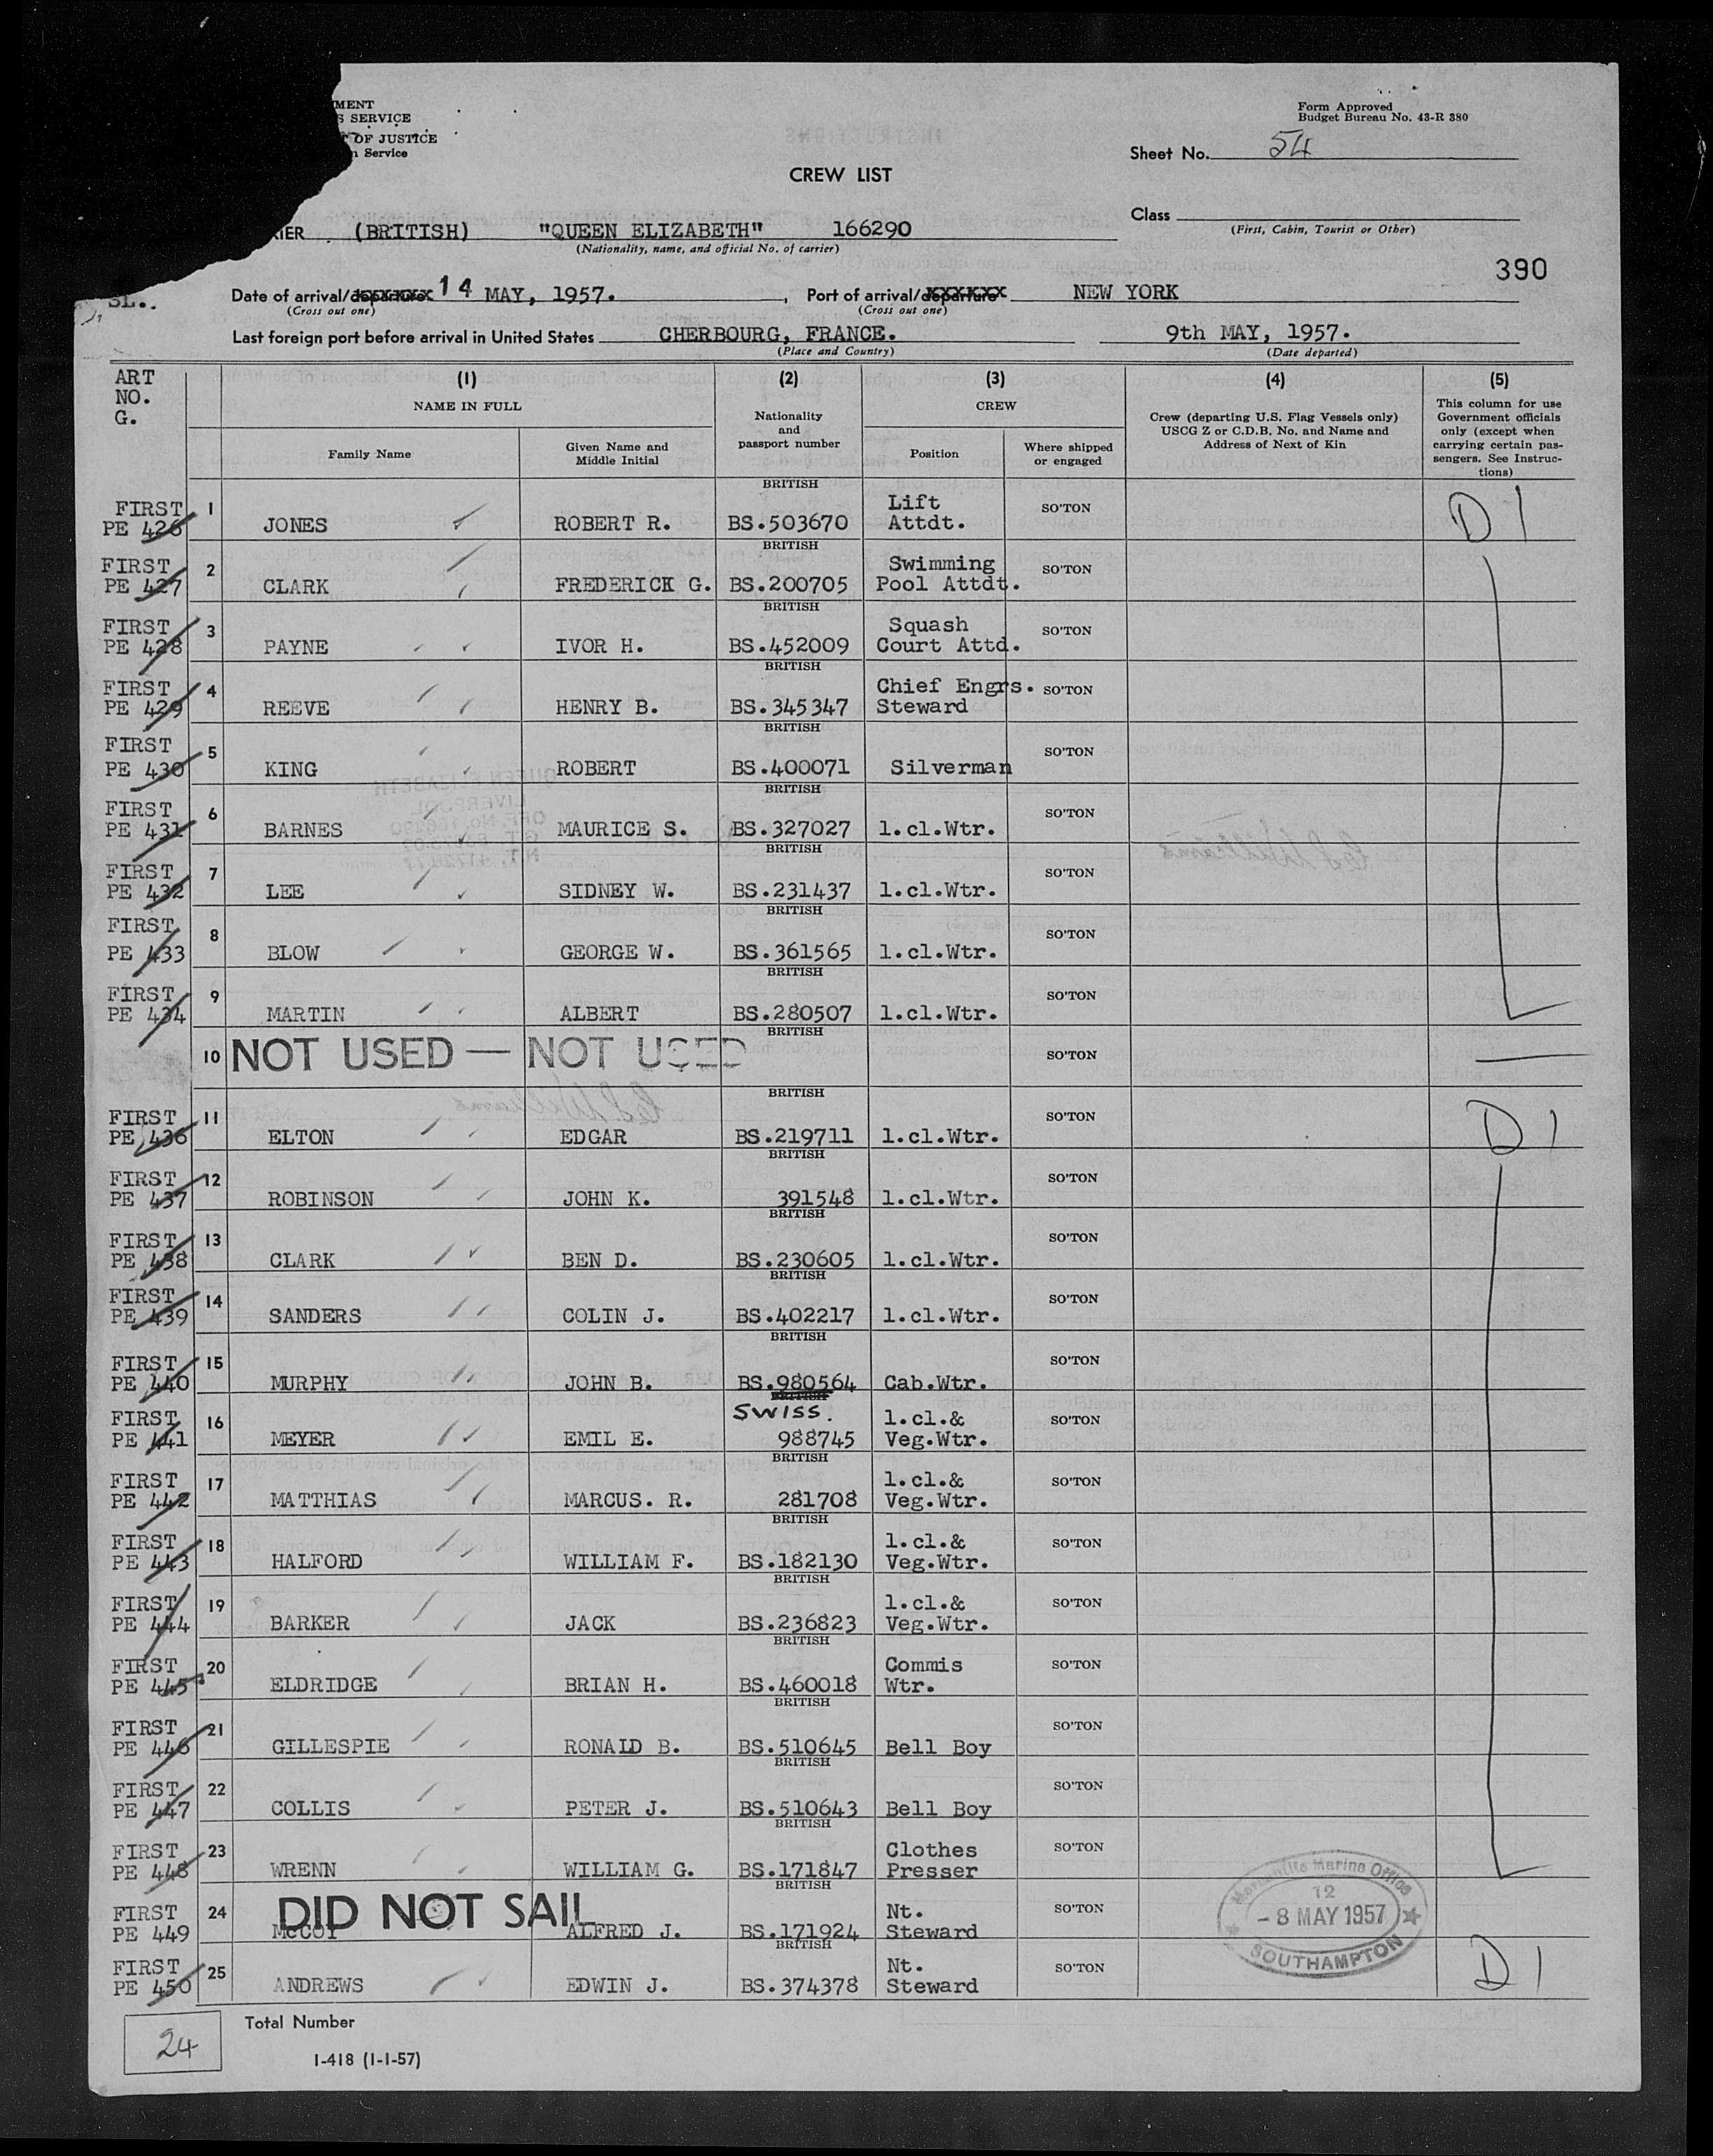 MENT
S SERVICE
T OF JUSTICE
n Service
Form Approved
Budget Bureau No. 43-R 380
Sheet No. 54
CREW LIST
Class
(First, Cabin, Tourist or Other)
RIER (BRITISH) "QUEEN ELIZABETH" 166290
(Nationality, name, and official No. of carrier)
390
SL.. Date of arrival/departure 14 MAY, 1957. , Port of arrival/departure NEW YORK
(Cross out one) (Cross out one)
Last foreign port before arrival in United States CHERBOURG, FRANCE. 9th MAY, 1957.
(Place and Country) (Date departed)
ART
NO.
G.
(1) (2) (3) (4) (5)
NAME IN FULL
Family Name
Given Name and
Middle Initial
Nationality
and
passport number
CREW
Position
Where shipped
or engaged
Crew (departing U.S. Flag Vessels only)
USCG Z or C.D.B. No. and Name and
Address of Next of Kin
This column for use
Government officials
only (except when
carrying certain pas-
sengers. See Instruc-
tions)
BRITISH
FIRST 1 Lift SO'TON D1
PE 426 JONES ROBERT R. BS.503670 Attdt.
BRITISH
FIRST 2 Swimming SO'TON
PE 427 CLARK FREDERICK G. BS.200705 Pool Attdt.
BRITISH
FIRST 3 Squash SO'TON
PE 428 PAYNE IVOR H. BS.452009 Court Attd.
BRITISH
FIRST 4 Chief Engrs. SO'TON
PE 429 REEVE HENRY B. BS.345347 Steward
BRITISH
FIRST 5 SO'TON
PE 430 KING ROBERT BS.400071 Silverman
BRITISH
FIRST 6 SO'TON
PE 431 BARNES MAURICE S. BS.327027 1.cl.Wtr.
BRITISH
FIRST 7 SO'TON
PE 432 LEE SIDNEY W. BS.231437 1.cl.Wtr.
BRITISH
FIRST 8 SO'TON
PE 433 BLOW GEORGE W. BS.361565 1.cl.Wtr.
BRITISH
FIRST 9 SO'TON
PE 434 MARTIN ALBERT BS.280507 1.cl.Wtr.
BRITISH
10 NOT USED — NOT USED SO'TON
BRITISH
FIRST 11 SO'TON D1
PE 436 ELTON EDGAR BS.219711 1.cl.Wtr.
BRITISH
FIRST 12 SO'TON
PE 437 ROBINSON JOHN K. 391548 1.cl.Wtr.
BRITISH
FIRST 13 SO'TON
PE 438 CLARK BEN D. BS.230605 1.cl.Wtr.
BRITISH
FIRST 14 SO'TON
PE 439 SANDERS COLIN J. BS.402217 1.cl.Wtr.
BRITISH
FIRST 15 SO'TON
PE 440 MURPHY JOHN B. BS.980564 Cab.Wtr.
BRITISH
FIRST 16 SWISS. 1.cl.& SO'TON
PE 441 MEYER EMIL E. 988745 Veg.Wtr.
BRITISH
FIRST 17 1.cl.& SO'TON
PE 442 MATTHIAS MARCUS. R. 281708 Veg.Wtr.
BRITISH
FIRST 18 1.cl.& SO'TON
PE 443 HALFORD WILLIAM F. BS.182130 Veg.Wtr.
BRITISH
FIRST 19 1.cl.& SO'TON
PE 444 BARKER JACK BS.236823 Veg.Wtr.
BRITISH
FIRST 20 Commis SO'TON
PE 445 ELDRIDGE BRIAN H. BS.460018 Wtr.
BRITISH
FIRST 21 SO'TON
PE 446 GILLESPIE RONALD B. BS.510645 Bell Boy
BRITISH
FIRST 22 SO'TON
PE 447 COLLIS PETER J. BS.510643 Bell Boy
BRITISH
FIRST 23 Clothes SO'TON
PE 448 WRENN WILLIAM G. BS.171847 Presser
BRITISH
FIRST 24 DID NOT SAIL Nt. SO'TON
PE 449 McCOY ALFRED J. BS.171924 Steward
BRITISH
FIRST 25 Nt. SO'TON D1
PE 450 ANDREWS EDWIN J. BS.374378 Steward
Mercantile Marine Office
12
- 8 MAY 1957
SOUTHAMPTON
24 Total Number
I-418 (1-1-57)